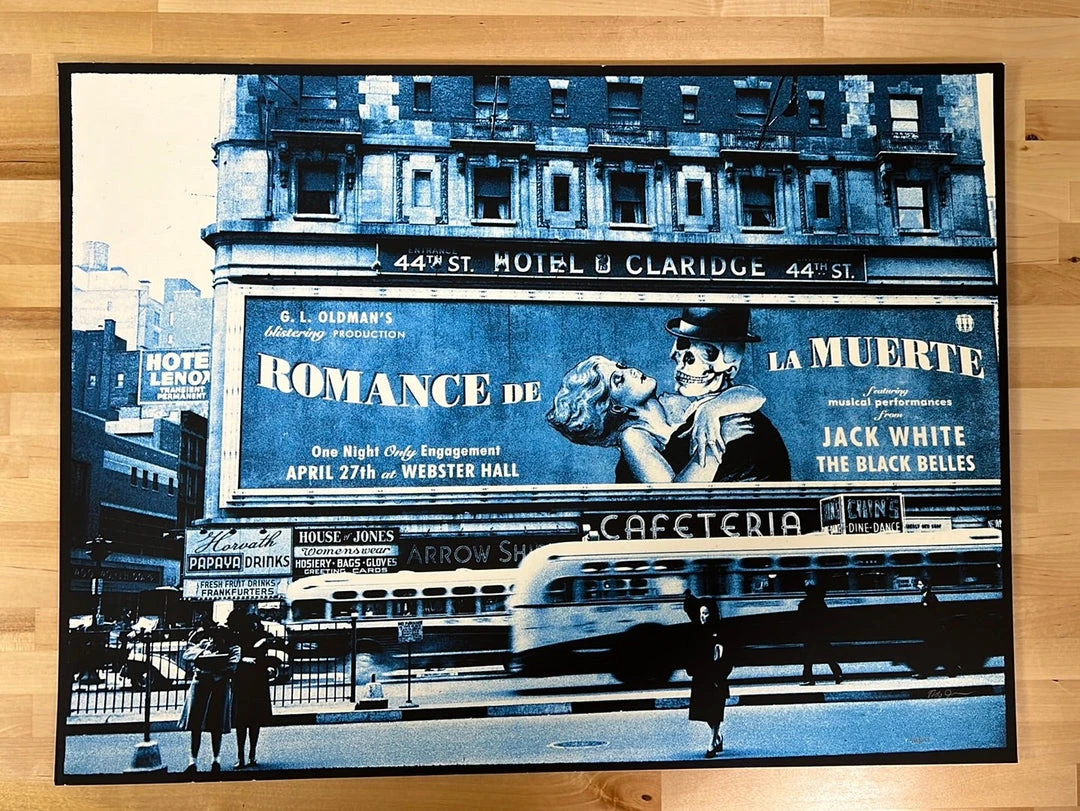 ENTRANCE
44TH ST. HOTEL CLARIDGE 44TH ST.
G. L. OLDMAN'S
blistering PRODUCTION
ROMANCE DE LA MUERTE
One Night Only Engagement
APRIL 27th at WEBSTER HALL
featuring
musical performances
from
JACK WHITE
THE BLACK BELLES
HOTE
LENOX
TRANSIENT
PERMANENT
CAFETERIA
DINE-DANCE
Horvath
PAPAYA DRINKS
FRESH FRUIT DRINKS
FRANKFURTERS
HOUSE of JONES
Womenswear
HOSIERY • BAGS • GLOVES
GREETING CARDS
ARROW SH